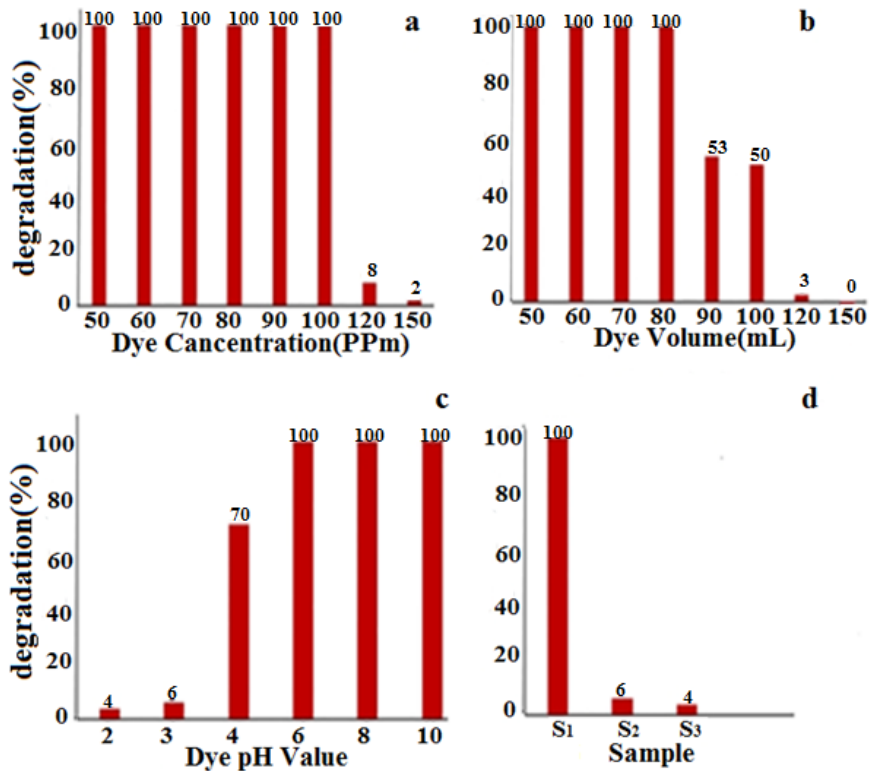 100 100 100 100 100 100 a
100
80
60
40
20
0
8
2
degradation(%)
50 60 70 80 90 100 120 150
Dye Cancentration(PPm)
100 100 100 100 b
100
80
60
40
20
0
53
50
3
0
50 60 70 80 90 100 120 150
Dye Volume(mL)
c
100
80
60
40
20
0
4
6
70
100 100 100
degradation(%)
2 3 4 6 8 10
Dye pH Value
d
100
80
60
40
20
0
100
6
4
S1 S2 S3
Sample